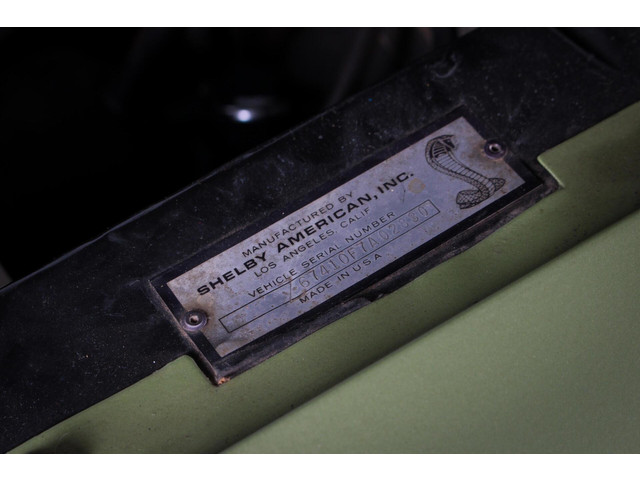 MANUFACTURED BY
SHELBY AMERICAN, INC.
LOS ANGELES, CALIF.
VEHICLE SERIAL NUMBER
MADE IN U.S.A.